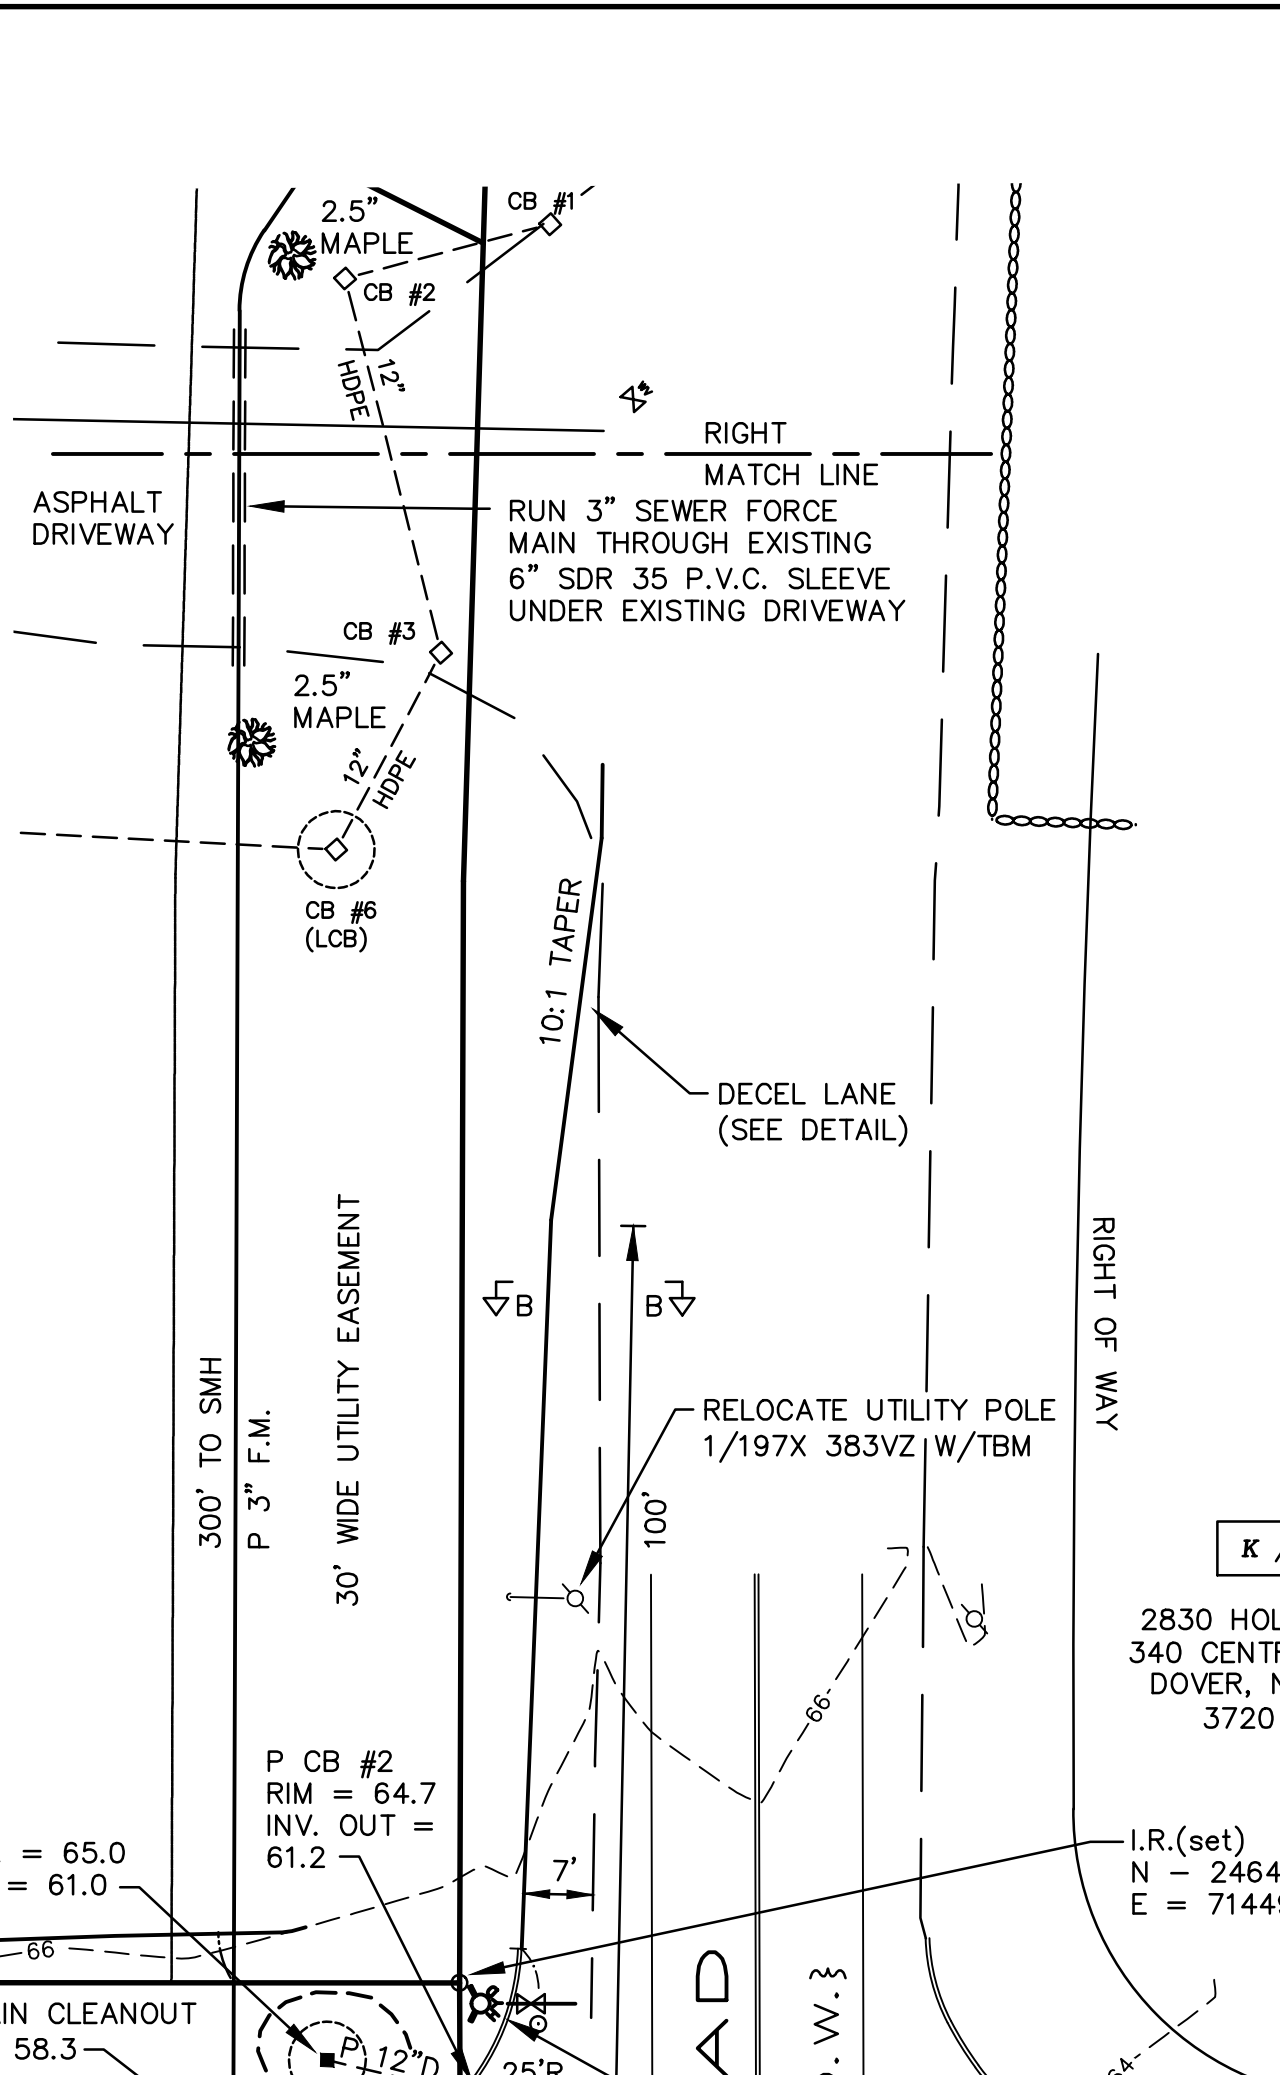 CB #1
2.5"
MAPLE
CB #2
12"
HDPE
RIGHT
MATCH LINE
ASPHALT
DRIVEWAY
RUN 3" SEWER FORCE
MAIN THROUGH EXISTING
6" SDR 35 P.V.C. SLEEVE
UNDER EXISTING DRIVEWAY
CB #3
2.5"
MAPLE
12"
HDPE
CB #6
(LCB)
10:1 TAPER
DECEL LANE
(SEE DETAIL)
30' WIDE UTILITY EASEMENT
RIGHT OF WAY
B
B
300' TO SMH
P 3" F.M.
RELOCATE UTILITY POLE
1/197X 383VZ W/TBM
100'
K
2830
340
DOVER,
3720
66
P CB #2
RIM = 64.7
INV. OUT =
61.2
= 65.0
= 61.0
7'
I.R.(set)
N - 2464
E = 7144
66
CLEANOUT
58.3
P 12"D
25'R
A D
W.
64